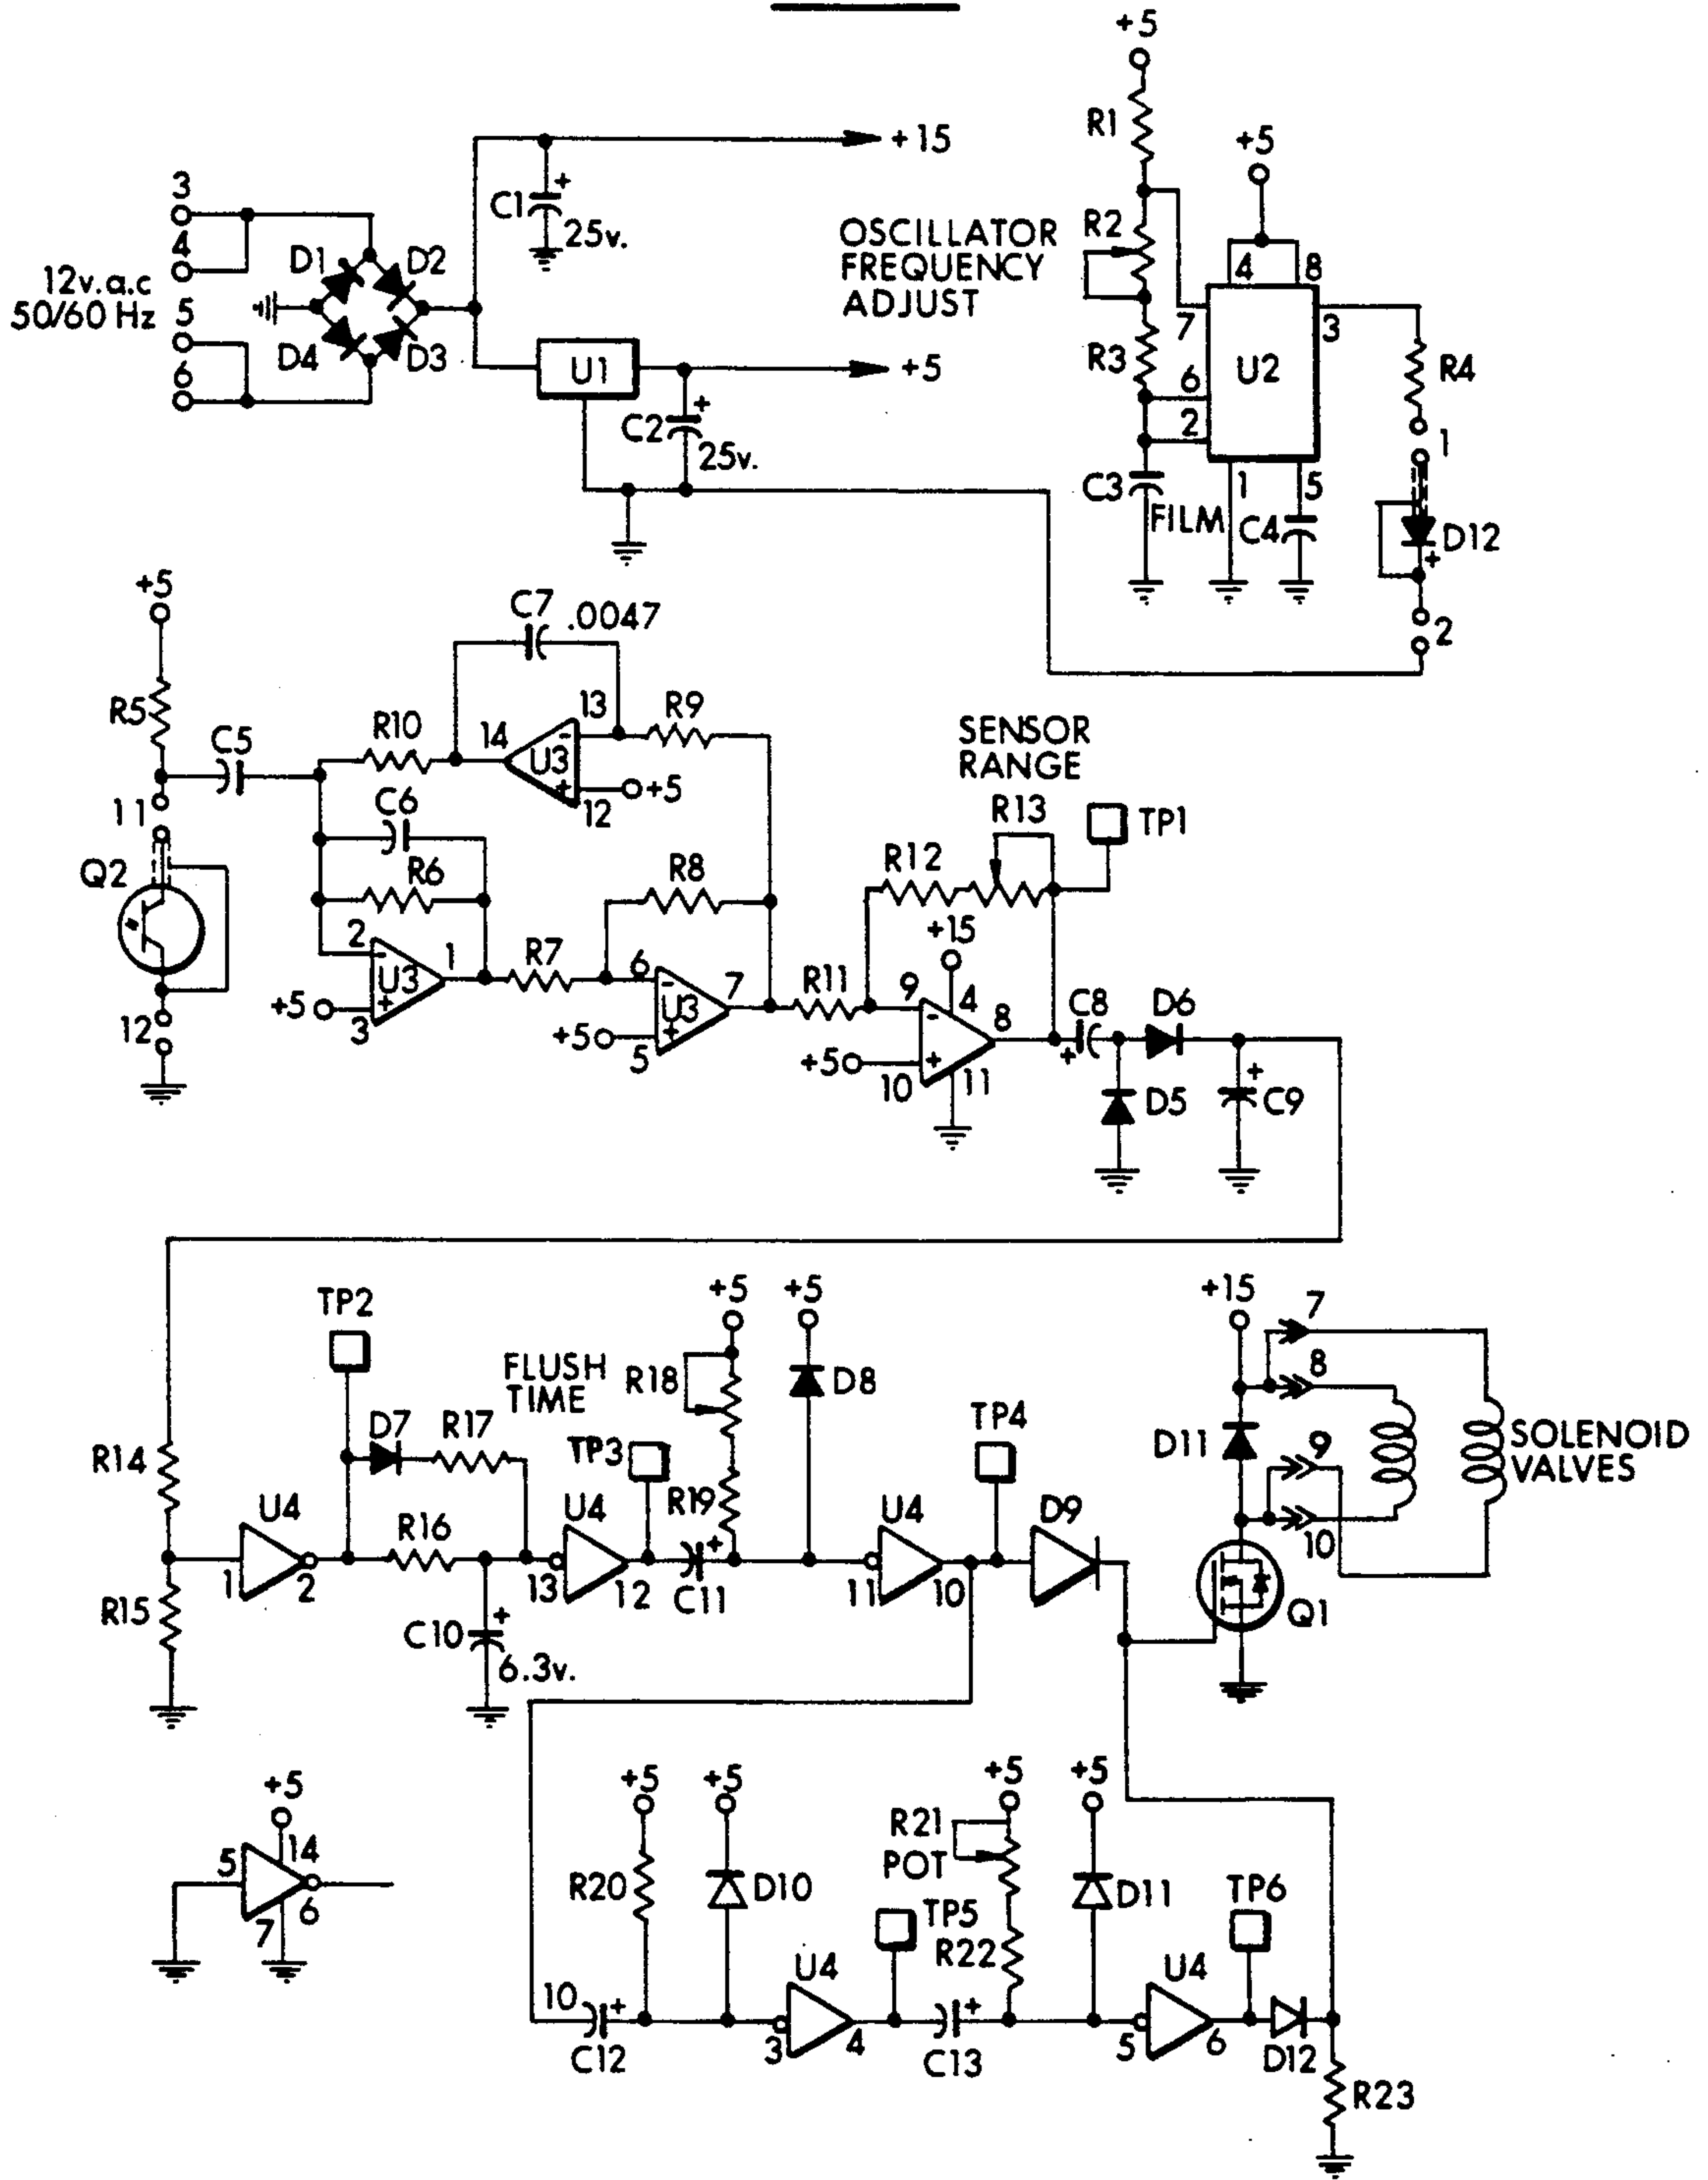 +5
R1
+15
+5
3
C1
+
25v.
4
D1
D2
OSCILLATOR
FREQUENCY
ADJUST
R2
4
8
12v.a.c
50/60 Hz
5
D4
D3
7
3
U1
+5
R3
U2
R4
6
6
2
C2
+
25v.
1
C3
FILM
1
C4
5
D12
+
+5
C7
.0047
2
R5
C5
R10
14
13
R9
SENSOR
RANGE
U3
-
+
12
+5
R13
TP1
11
C6
Q2
R6
R8
R12
+15
2
-
1
R7
6
-
7
R11
9
4
8
C8
D6
U3
U3
-
+5
+
3
+5
+
5
+5
+
10
11
+
D5
+
C9
12
TP2
+5
+5
+15
7
FLUSH
TIME
R18
D8
8
D7
R17
TP3
TP4
D11
9
SOLENOID
VALVES
R14
U4
R16
U4
R19
U4
D9
10
1
2
13
12
C11
+
11
10
Q1
R15
C10
+
6.3v.
+5
+5
+5
+5
+5
14
5
6
7
R20
D10
R21
POT
D11
TP6
TP5
R22
U4
U4
10
C12
+
3
4
C13
+
5
6
D12
R23